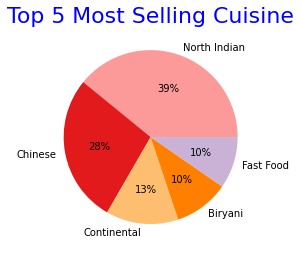 Top 5 Most Selling Cuisine
North Indian
39%
Chinese
28%
10%
Fast Food
13%
10%
Continental
Biryani